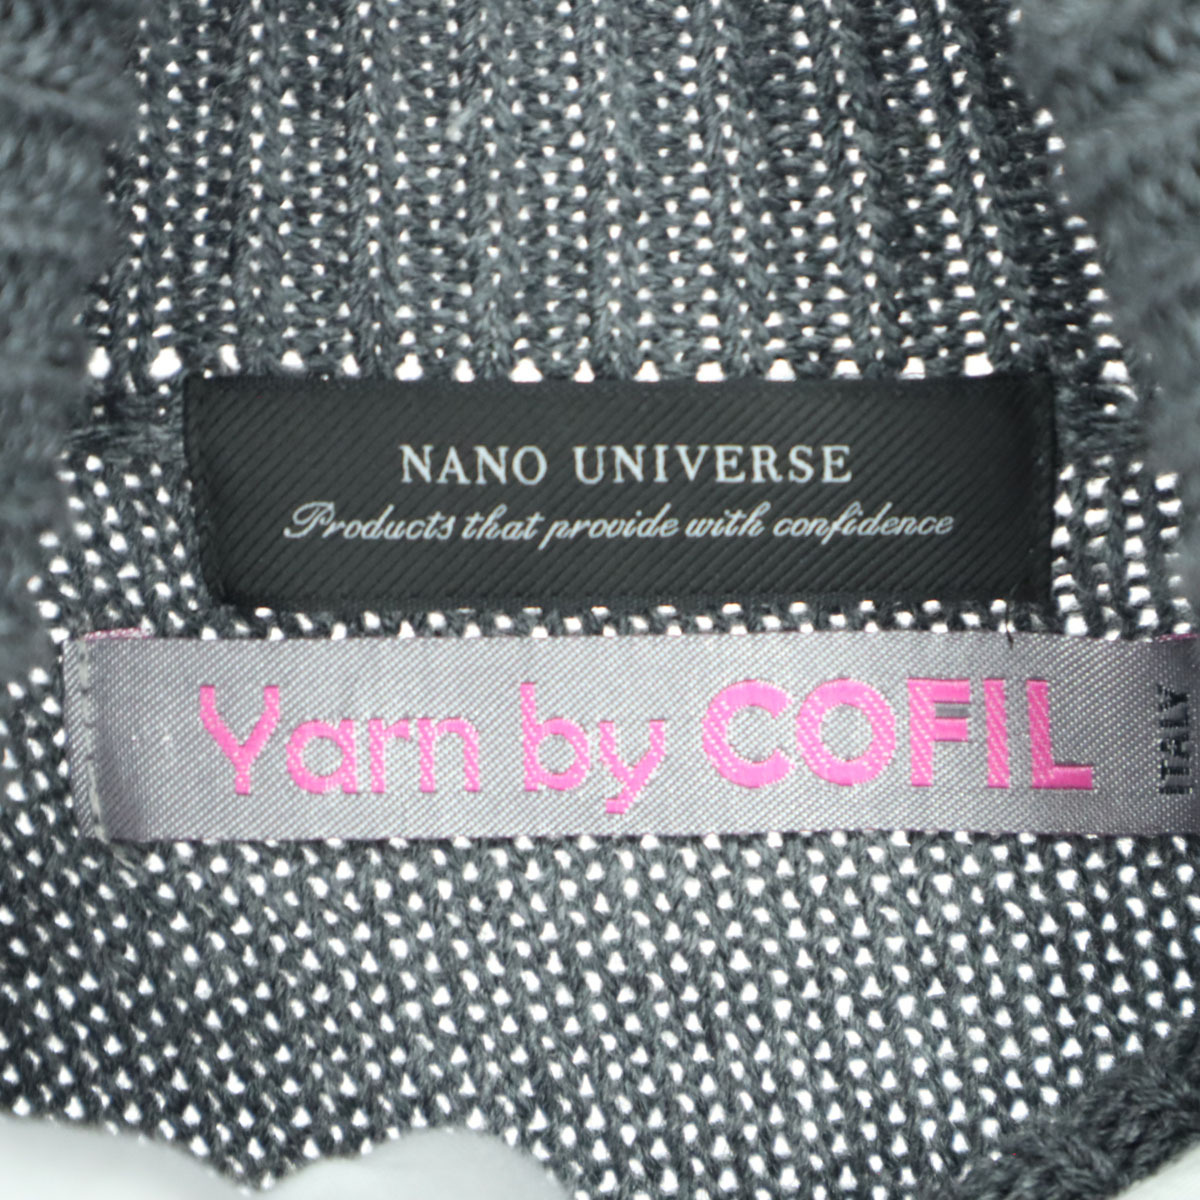 NANO UNIVERSE
Products that provide with confidence
Yarn by COFIL
ITALY